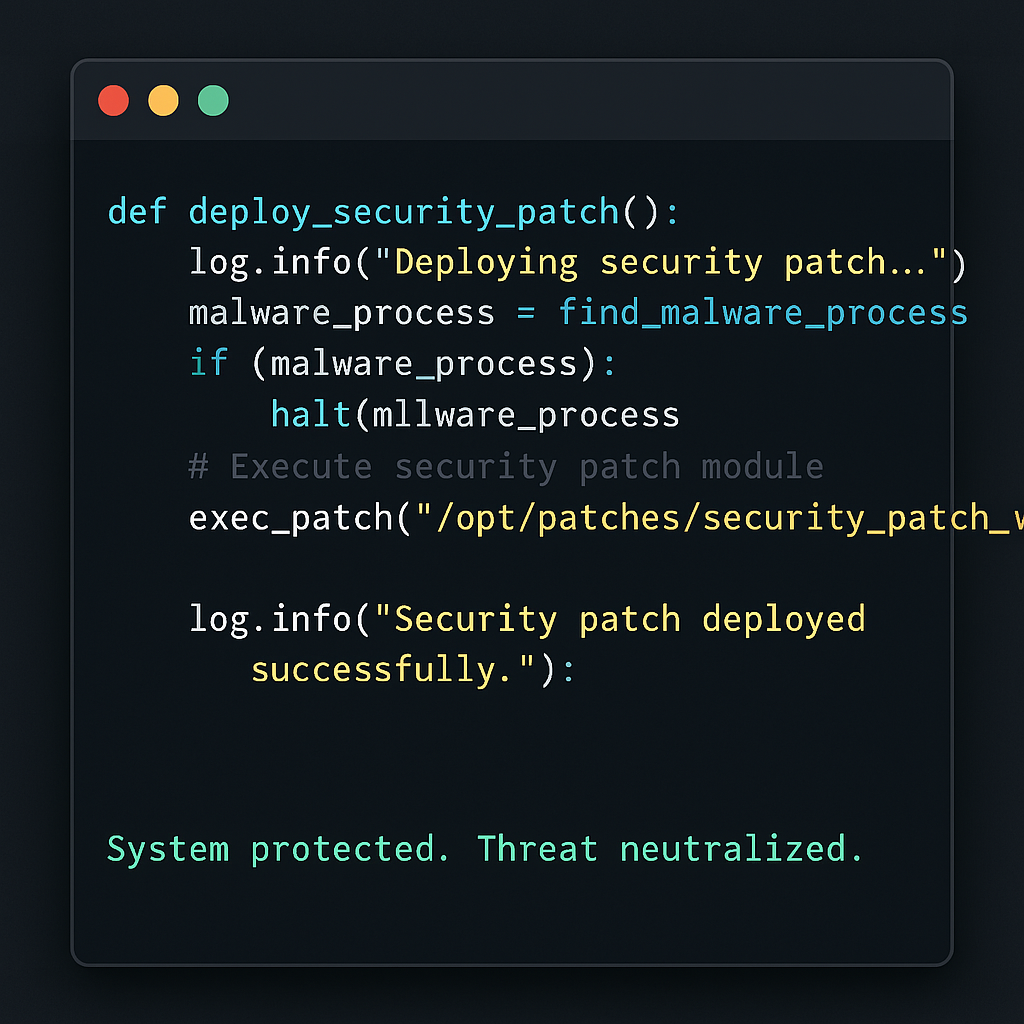 def deploy_security_patch():
log.info("Deploying security patch…")
malware_process = find_malware_process
if (malware_process):
halt(mllware_process
# Execute security patch module
exec_patch("/opt/patches/security_patch_
log.info("Security patch deployed
successfully."):
System protected. Threat neutralized.